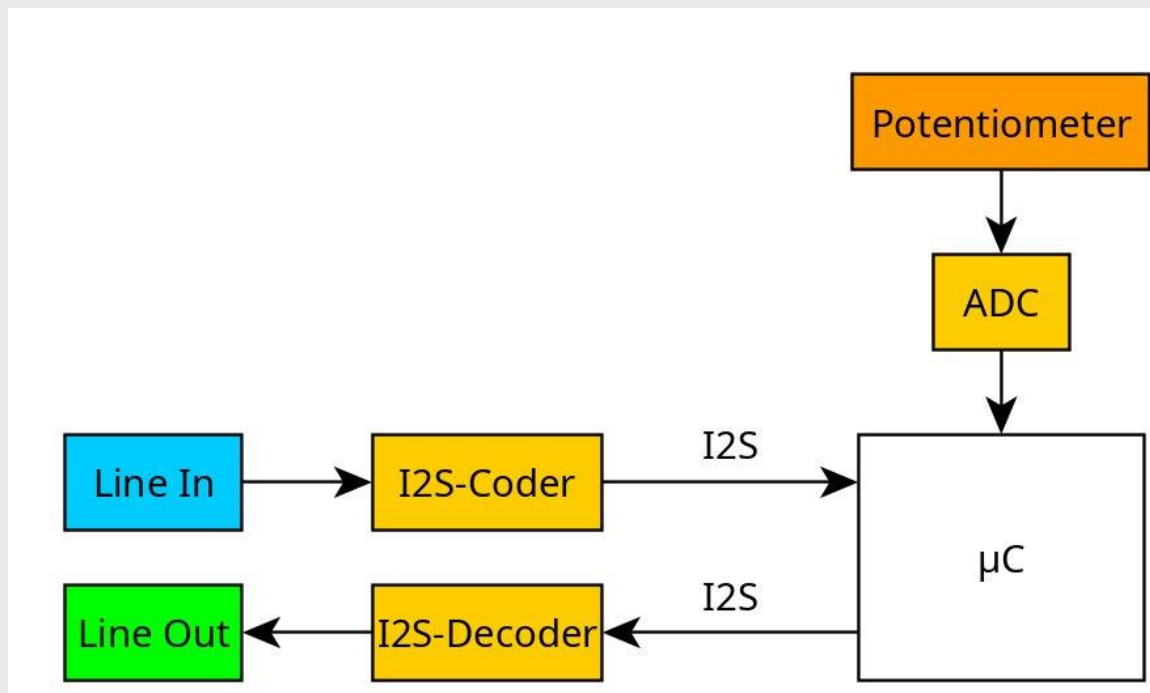 Potentiometer
ADC
I2S
Line In
I2S-Coder
µC
I2S
Line Out
I2S-Decoder